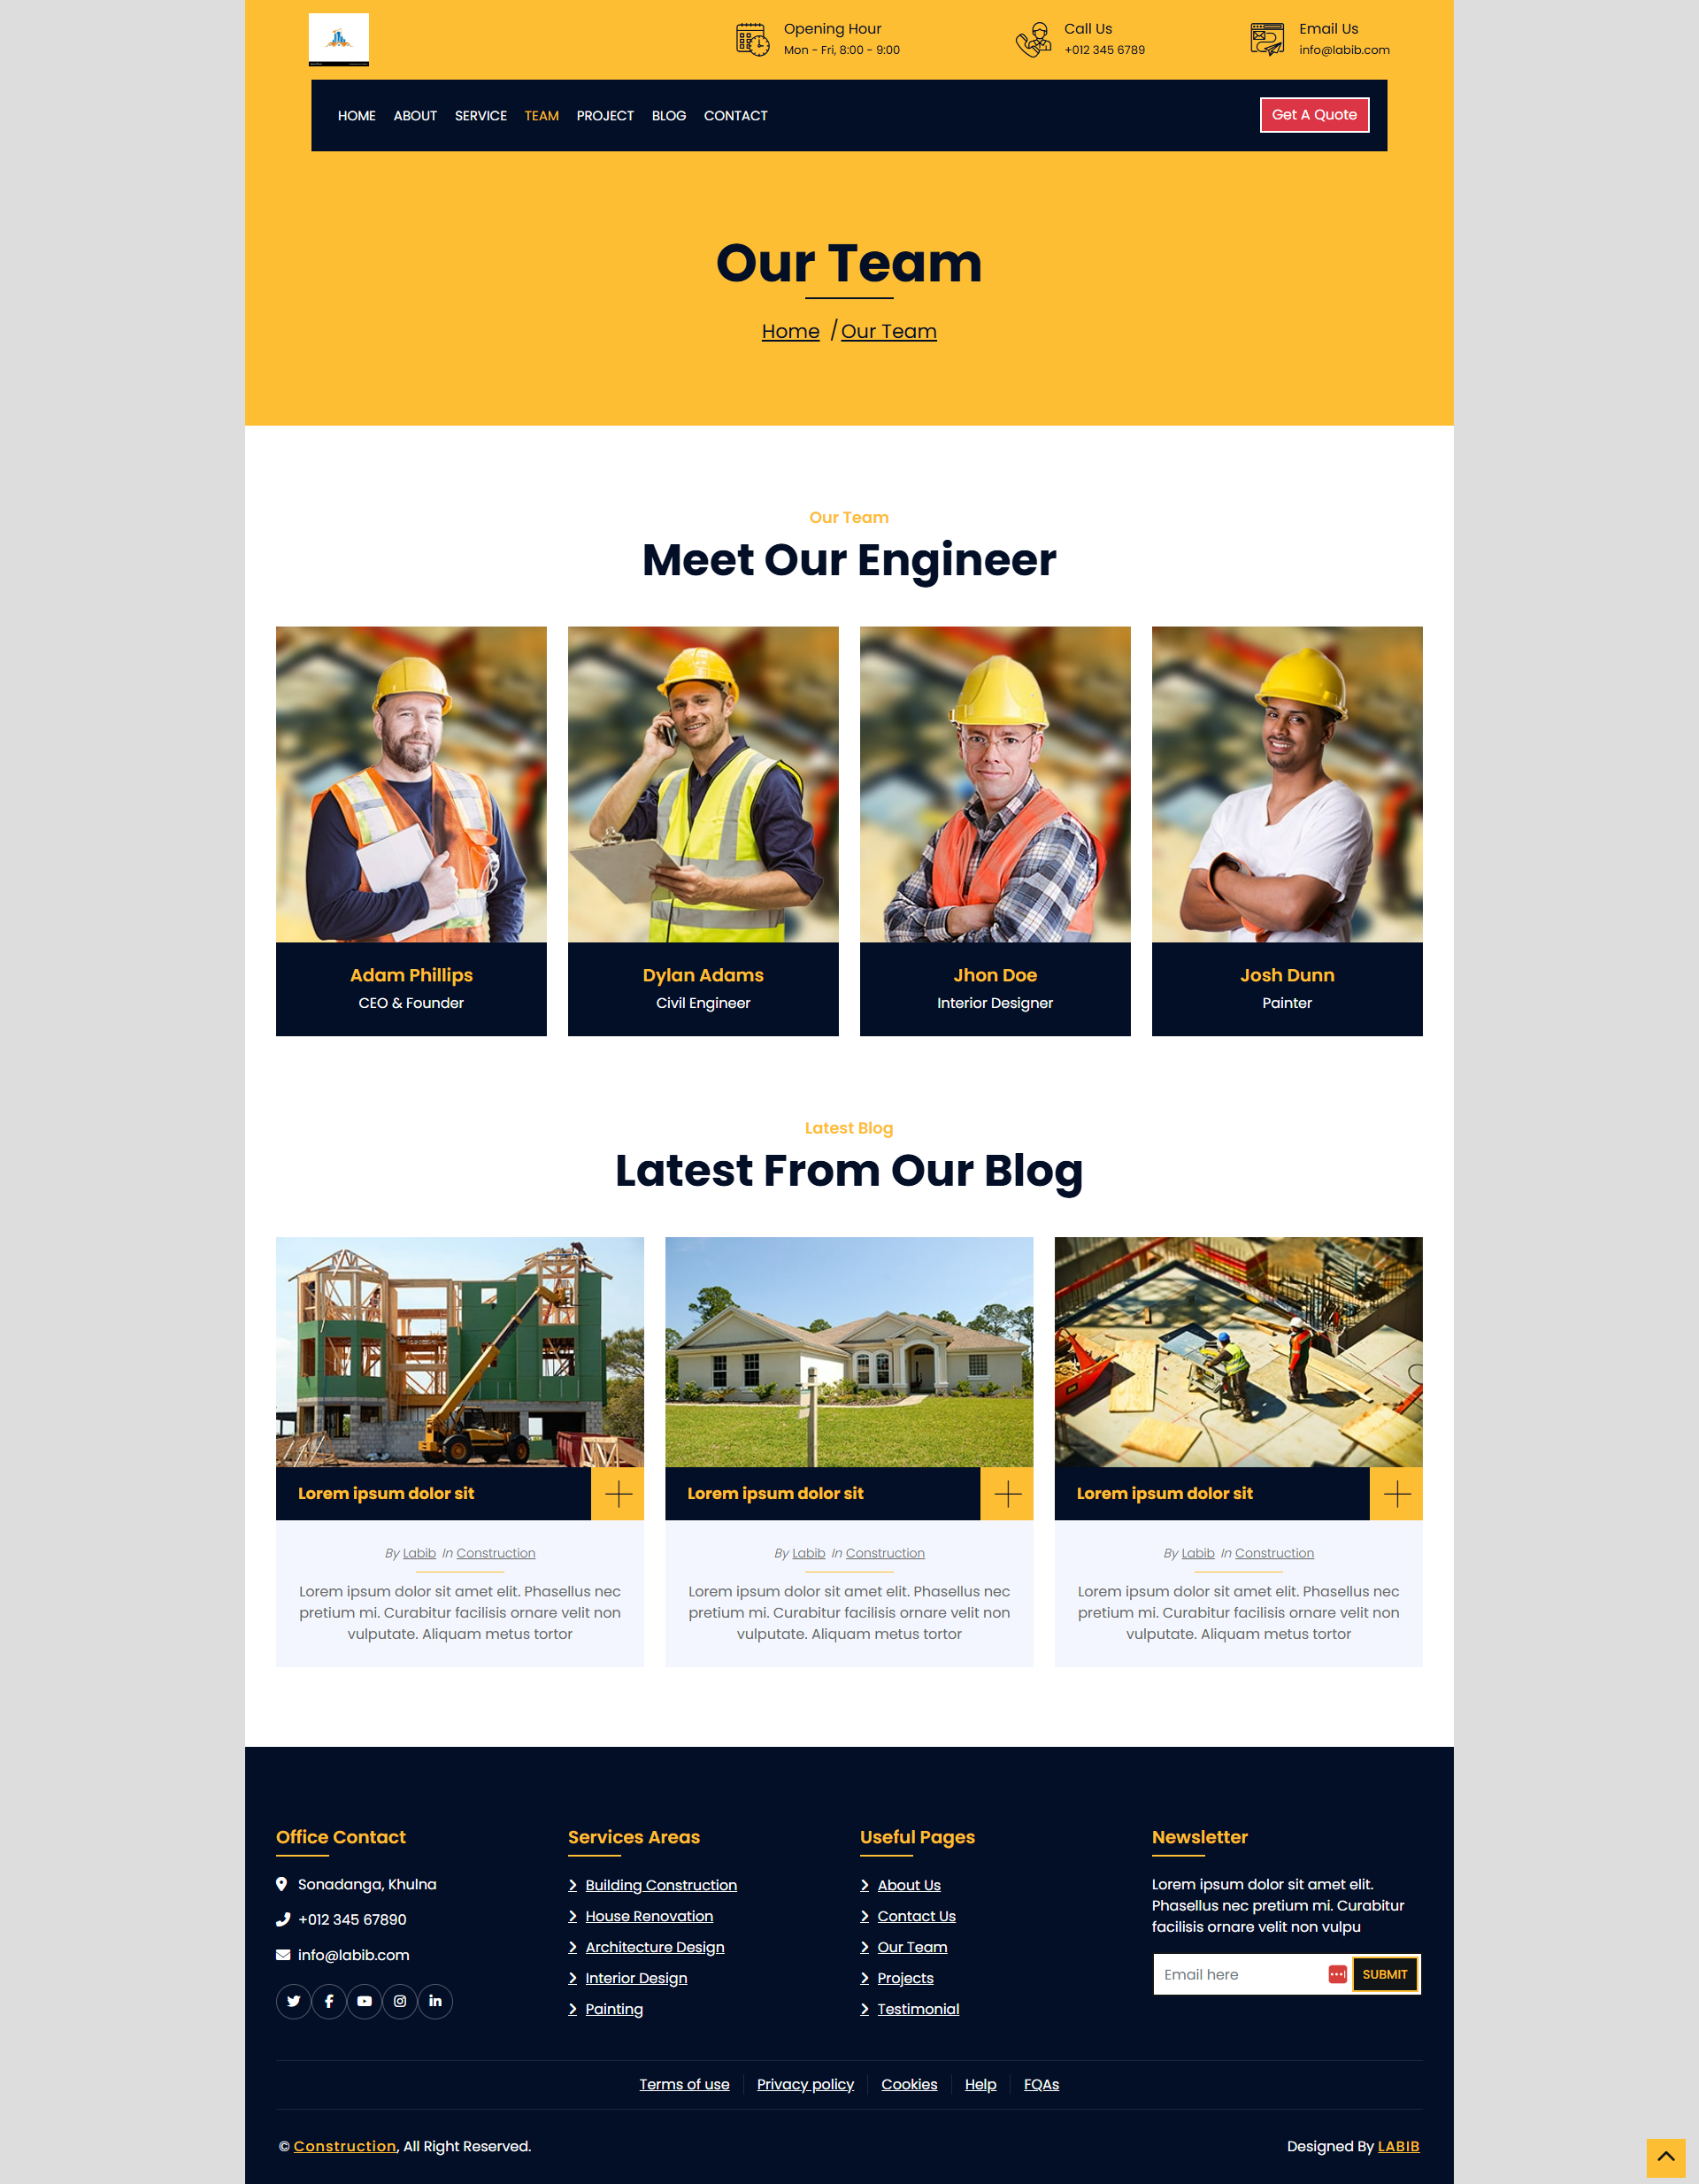 Opening Hour
Mon - Fri, 8:00 - 9:00
Call Us
+012 345 6789
Email Us
info@labib.com
HOME ABOUT SERVICE TEAM PROJECT BLOG CONTACT
Get A Quote
Our Team
Home / Our Team
Our Team
Meet Our Engineer
Adam Phillips
CEO & Founder
Dylan Adams
Civil Engineer
Jhon Doe
Interior Designer
Josh Dunn
Painter
Latest Blog
Latest From Our Blog
Lorem ipsum dolor sit
By Labib In Construction
Lorem ipsum dolor sit amet elit. Phasellus nec
pretium mi. Curabitur facilisis ornare velit non
vulputate. Aliquam metus tortor
Lorem ipsum dolor sit
By Labib In Construction
Lorem ipsum dolor sit amet elit. Phasellus nec
pretium mi. Curabitur facilisis ornare velit non
vulputate. Aliquam metus tortor
Lorem ipsum dolor sit
By Labib In Construction
Lorem ipsum dolor sit amet elit. Phasellus nec
pretium mi. Curabitur facilisis ornare velit non
vulputate. Aliquam metus tortor
Office Contact
Sonadanga, Khulna
+012 345 67890
info@labib.com
Services Areas
Building Construction
House Renovation
Architecture Design
Interior Design
Painting
Useful Pages
About Us
Contact Us
Our Team
Projects
Testimonial
Newsletter
Lorem ipsum dolor sit amet elit.
Phasellus nec pretium mi. Curabitur
facilisis ornare velit non vulpu
Email here
SUBMIT
Terms of use Privacy policy Cookies Help FQAs
© Construction, All Right Reserved.
Designed By LABIB